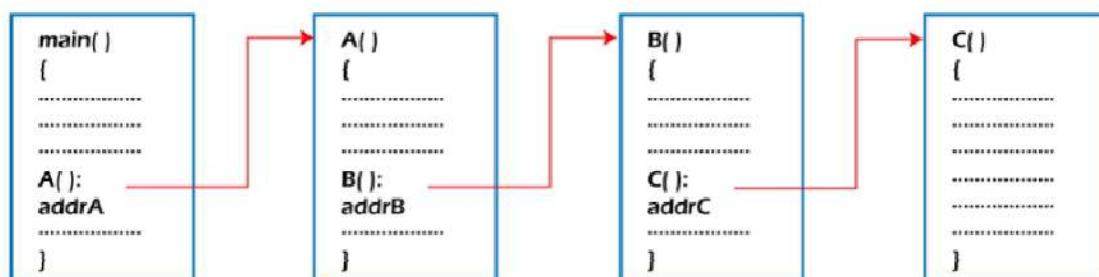 main( )
{
A( ):
addrA
}
A( )
{
B( ):
addrB
}
B( )
{
C( ):
addrC
}
C( )
{
}